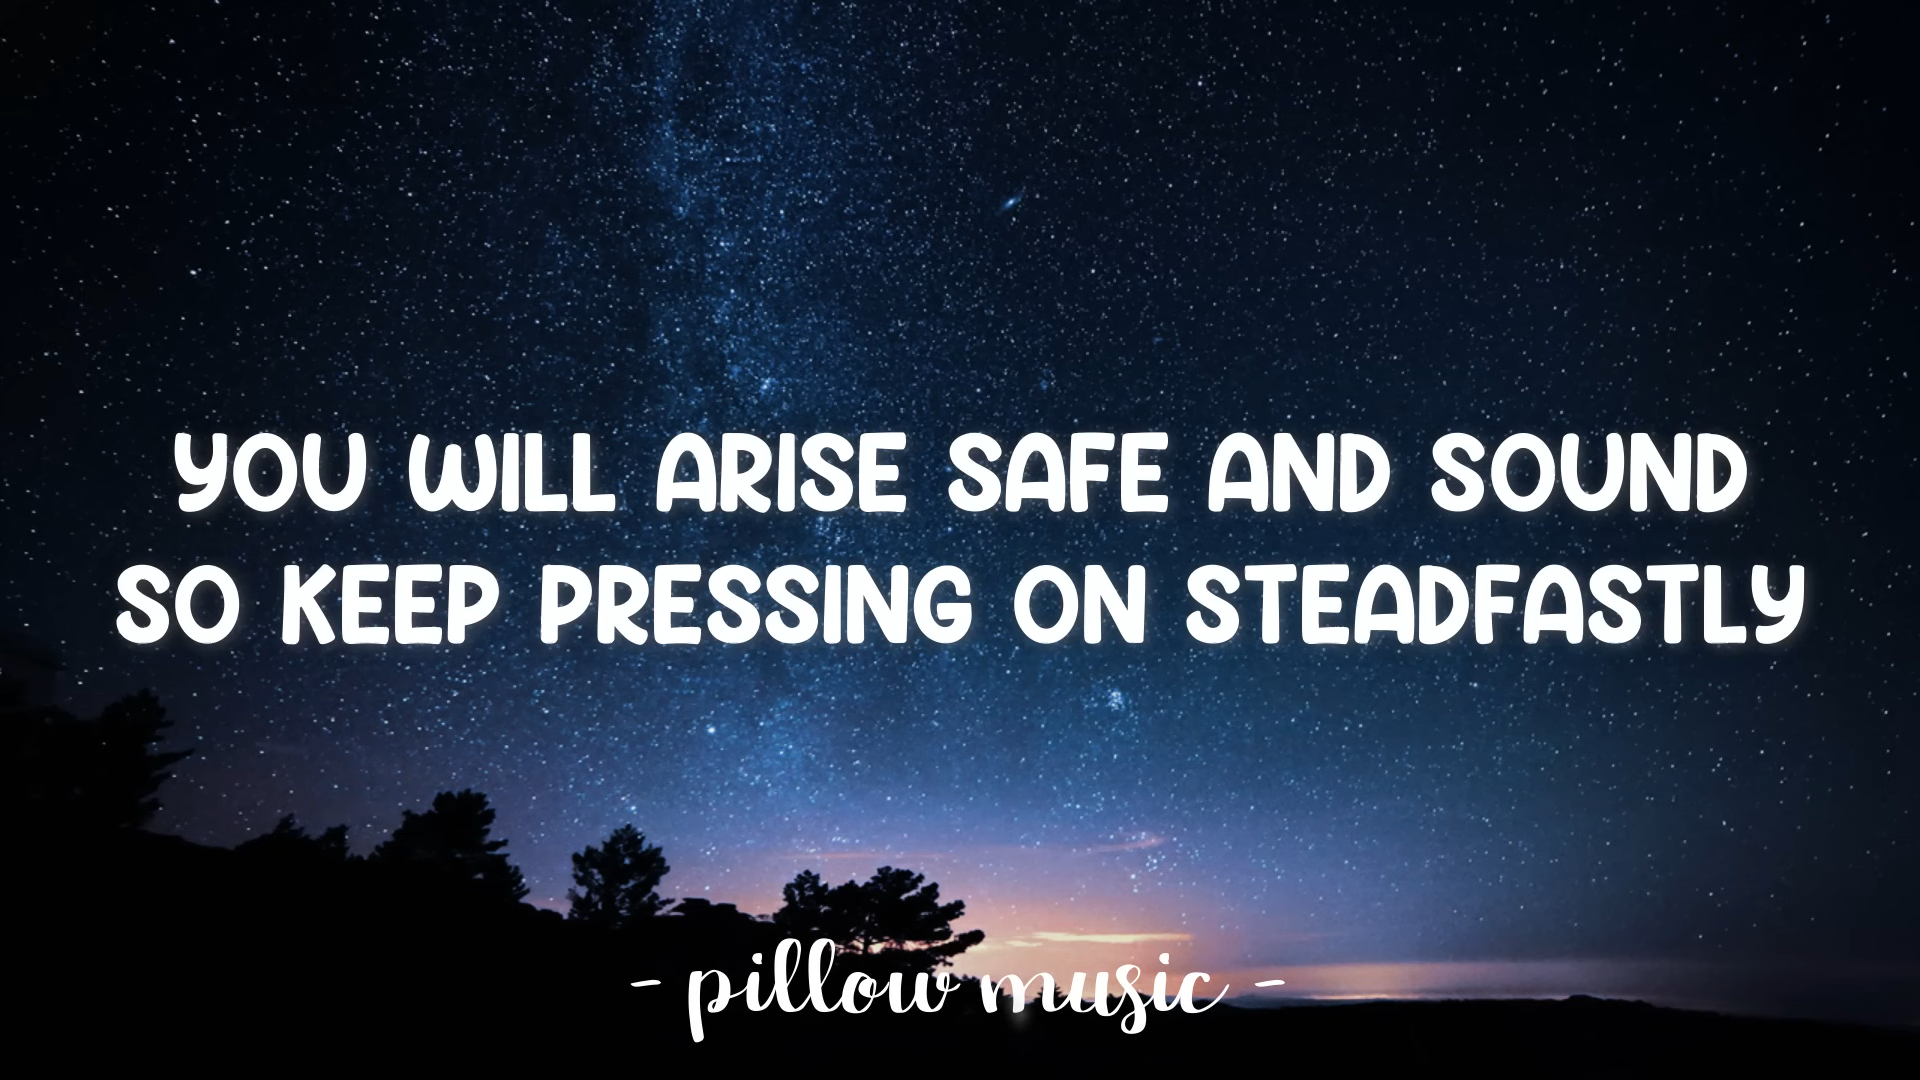 YOU WILL ARISE SAFE AND SOUND
SO KEEP PRESSING ON STEADFASTLY
- pillow music -